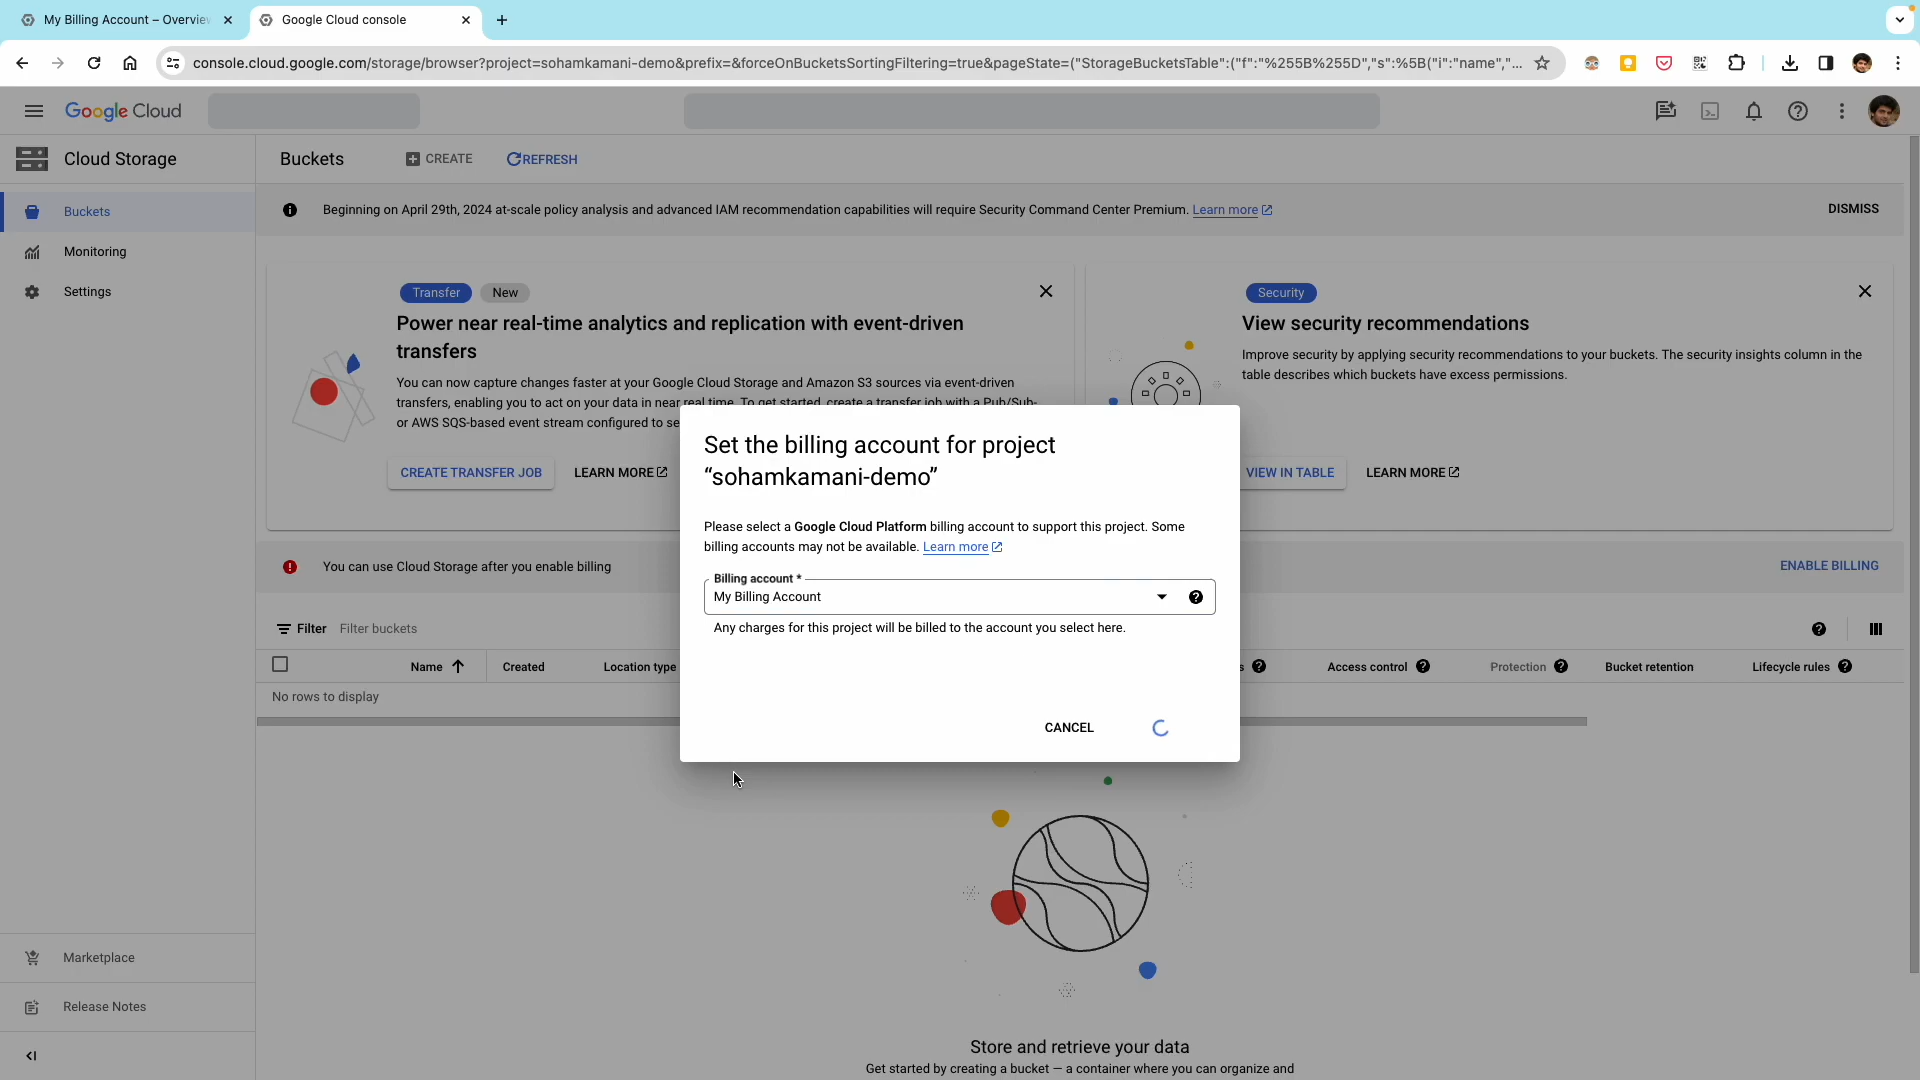 My Billing Account – Overvie
Google Cloud console
console.cloud.google.com/storage/browser?project=sohamkamani-demo&prefix=&forceOnBucketsSortingFiltering=true&pageState=("StorageBucketsTable":("f":"%255B%255D","s":%5B("i":"name","...
Google Cloud
Cloud Storage
Buckets
CREATE
REFRESH
Buckets
Monitoring
Settings
Marketplace
Release Notes
Beginning on April 29th, 2024 at-scale policy analysis and advanced IAM recommendation capabilities will require Security Command Center Premium. Learn more
DISMISS
Transfer
New
Power near real-time analytics and replication with event-driven
transfers
You can now capture changes faster at your Google Cloud Storage and Amazon S3 sources via event-driven
transfers, enabling you to act on your data in near real time. To get started, create a transfer job with a Pub/Sub-
or AWS SQS-based event stream configured to se
CREATE TRANSFER JOB
LEARN MORE
Security
View security recommendations
Improve security by applying security recommendations to your buckets. The security insights column in the
table describes which buckets have excess permissions.
VIEW IN TABLE
LEARN MORE
Set the billing account for project
“sohamkamani-demo”
Please select a Google Cloud Platform billing account to support this project. Some
billing accounts may not be available. Learn more
Billing account *
My Billing Account
Any charges for this project will be billed to the account you select here.
CANCEL
You can use Cloud Storage after you enable billing
ENABLE BILLING
Filter
Filter buckets
Name
Created
Location type
s
Access control
Protection
Bucket retention
Lifecycle rules
No rows to display
Store and retrieve your data
Get started by creating a bucket — a container where you can organize and